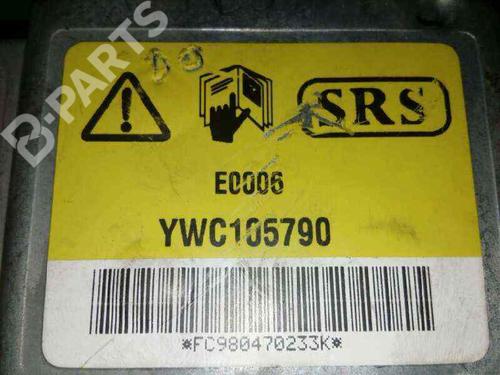 B-PARTS
SRS
E0006
YWC105790
*FC980470233K*